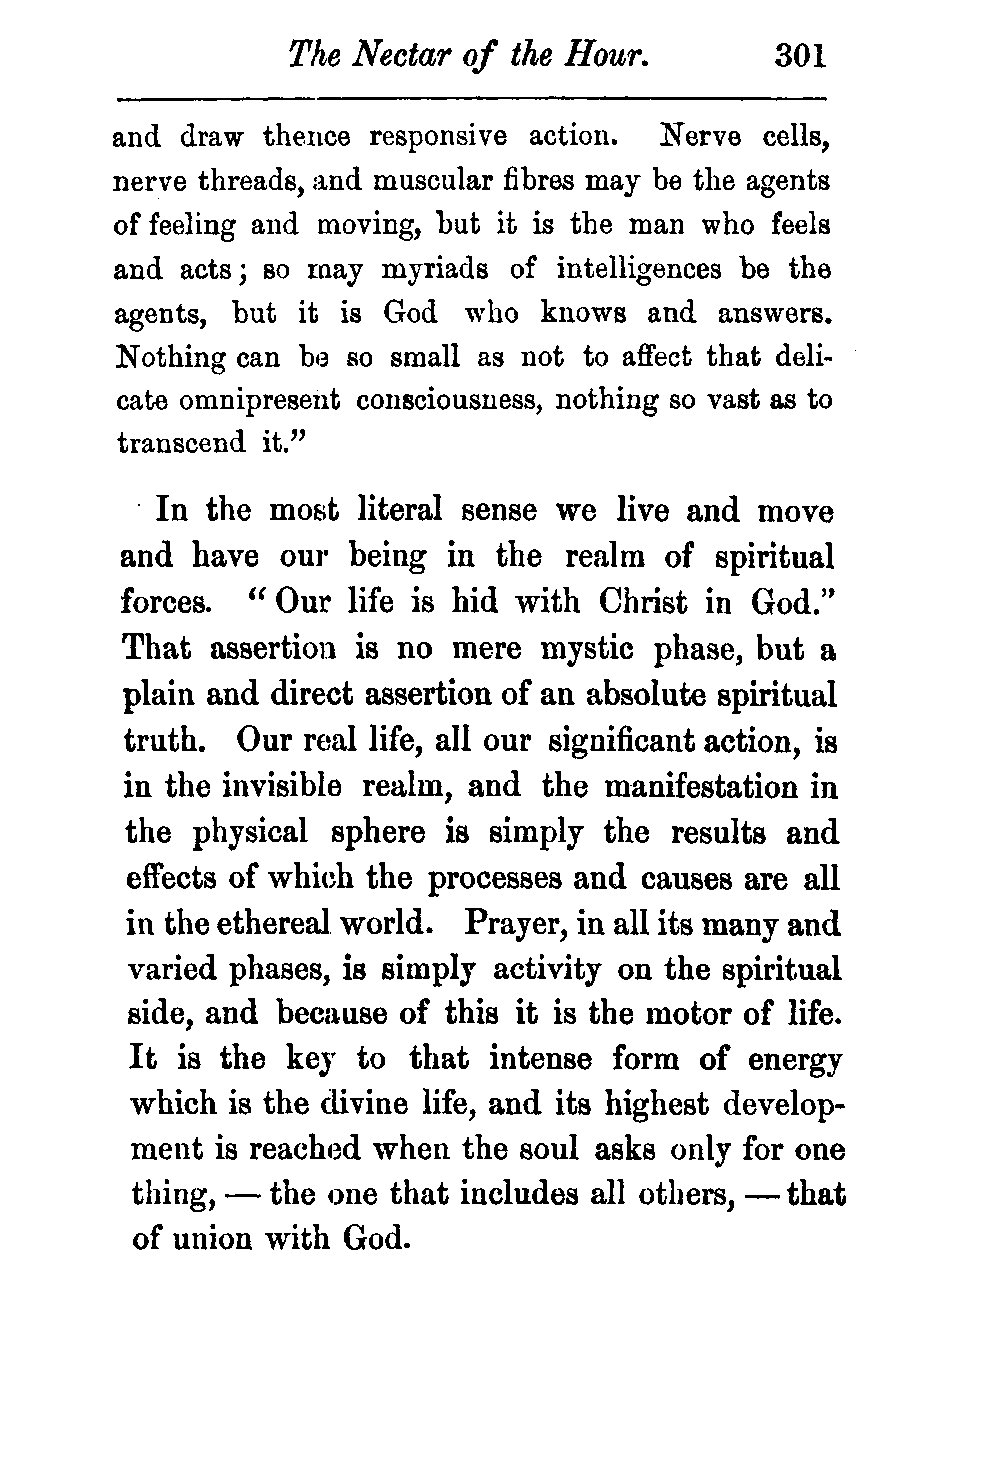 The Nectar of the Hour. 301
and draw thence responsive action. Nerve cells,
nerve threads, and muscular fibres may be the agents
of feeling and moving, but it is the man who feels
and acts; so may myriads of intelligences be the
agents, but it is God who knows and answers.
Nothing can be so small as not to affect that deli-
cate omnipresent consciousness, nothing so vast as to
transcend it.”
In the most literal sense we live and move
and have our being in the realm of spiritual
forces. “Our life is hid with Christ in God.”
That assertion is no mere mystic phase, but a
plain and direct assertion of an absolute spiritual
truth. Our real life, all our significant action, is
in the invisible realm, and the manifestation in
the physical sphere is simply the results and
effects of which the processes and causes are all
in the ethereal world. Prayer, in all its many and
varied phases, is simply activity on the spiritual
side, and because of this it is the motor of life.
It is the key to that intense form of energy
which is the divine life, and its highest develop-
ment is reached when the soul asks only for one
thing, — the one that includes all others, — that
of union with God.